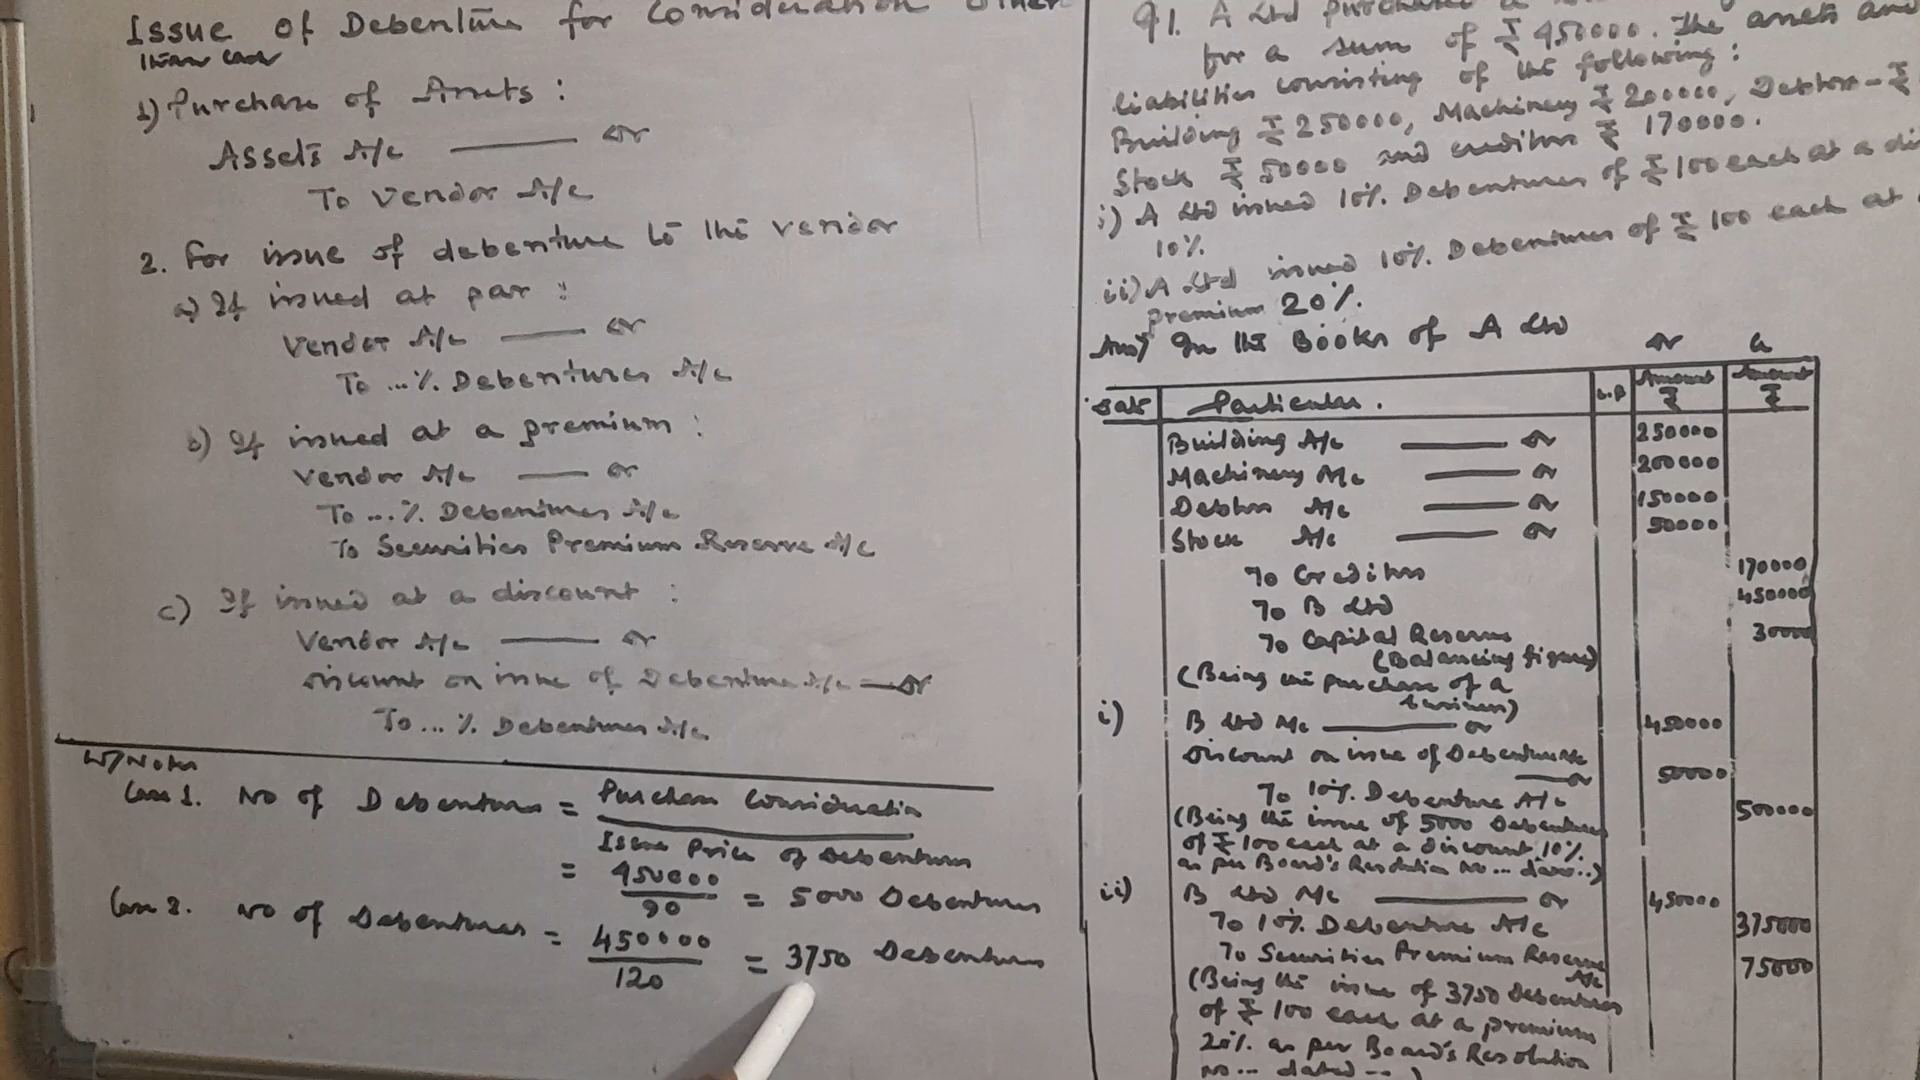 Issue of Debenture for Consideration other
than cash
1) Purchase of Assets :
Assets A/c ——— Dr
To Vendor A/c
2. For issue of debenture to the vendor
a) If issued at par :
Vendor A/c ——— Dr
To ...% Debentures A/c
b) If issued at a premium :
Vendor A/c ——— Dr
To ...% Debentures A/c
To Securities Premium Reserve A/c
c) If issued at a discount :
Vendor A/c ——— Dr
Discount on issue of Debenture A/c — Dr
To ...% Debentures A/c
W/Notes
Case 1. No of Debentures = Purchase Consideration
Issue Price of Debentures
= 450000
90
= 5000 Debentures
Case 2. No of Debentures = 450000
120
= 3750 Debentures
Q1. A Ltd purchased a
for a sum of ₹ 450000. The assets and
liabilities consisting of the following :
Building ₹ 250000, Machinery ₹ 200000, Debtors - ₹
Stock ₹ 50000 and creditors ₹ 170000.
i) A Ltd issued 10% Debentures of ₹ 100 each at a
10%.
ii) A Ltd issued 10% Debentures of ₹ 100 each at
premium 20%.
Ans) In the Books of A Ltd
Dr Cr
Date Particulars. L.F Amount ₹ Amount ₹
Building A/c ——— Dr 250000
Machinery A/c ——— Dr 200000
Debtors A/c ——— Dr 150000
Stock A/c ——— Dr 50000
To Creditors 170000
To B Ltd 450000
To Capital Reserve 30000
(Balancing figure)
(Being the purchase of a
business)
i) B Ltd A/c ——— Dr 450000
Discount on issue of Debenture A/c
— Dr 50000
To 10% Debenture A/c 500000
(Being the issue of 5000 Debentures
of ₹ 100 each at a discount 10%
as per Board's Resolution No... date..)
ii) B Ltd A/c ——— Dr 450000
To 10% Debenture A/c 375000
To Securities Premium Reserve
A/c 75000
(Being the issue of 3750 Debentures
of ₹ 100 each at a premium
20% as per Board's Resolution
No... dated...)